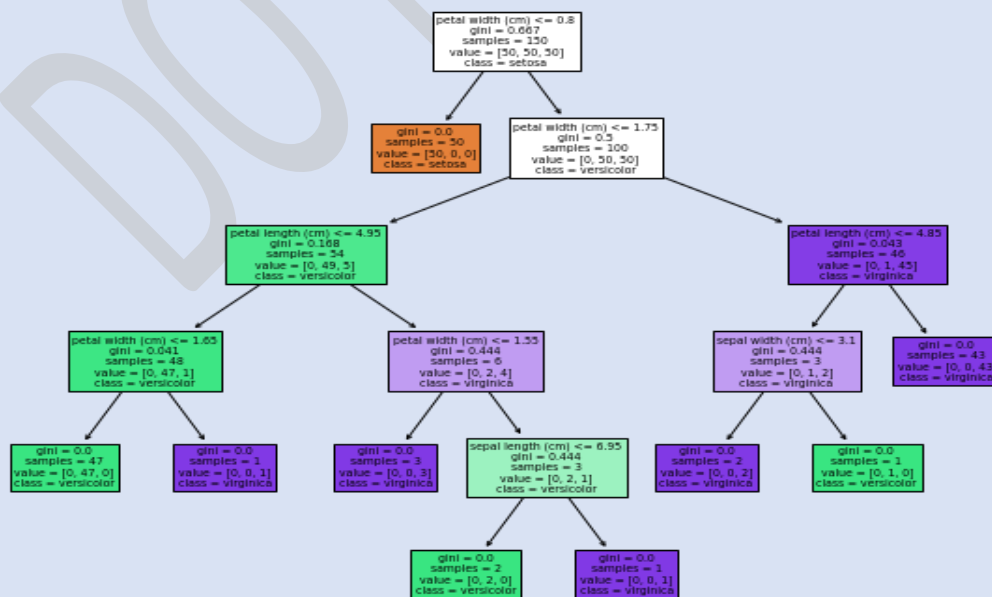 petal width (cm) <= 0.8
gini = 0.667
samples = 150
value = [50, 50, 50]
class = setosa
gini = 0.0
samples = 50
value = [50, 0, 0]
class = setosa
petal width (cm) <= 1.75
gini = 0.5
samples = 100
value = [0, 50, 50]
class = versicolor
petal length (cm) <= 4.95
gini = 0.168
samples = 54
value = [0, 49, 5]
class = versicolor
petal length (cm) <= 4.85
gini = 0.043
samples = 46
value = [0, 1, 45]
class = virginica
petal width (cm) <= 1.65
gini = 0.041
samples = 48
value = [0, 47, 1]
class = versicolor
petal width (cm) <= 1.55
gini = 0.444
samples = 6
value = [0, 2, 4]
class = virginica
sepal width (cm) <= 3.1
gini = 0.444
samples = 3
value = [0, 1, 2]
class = virginica
gini = 0.0
samples = 43
value = [0, 0, 43
class = virginica
gini = 0.0
samples = 47
value = [0, 47, 0]
class = versicolor
gini = 0.0
samples = 1
value = [0, 0, 1]
class = virginica
gini = 0.0
samples = 3
value = [0, 0, 3]
class = virginica
sepal length (cm) <= 6.95
gini = 0.444
samples = 3
value = [0, 2, 1]
class = versicolor
gini = 0.0
samples = 2
value = [0, 0, 2]
class = virginica
gini = 0.0
samples = 1
value = [0, 1, 0]
class = versicolor
gini = 0.0
samples = 2
value = [0, 2, 0]
class = versicolor
gini = 0.0
samples = 1
value = [0, 0, 1]
class = virginica